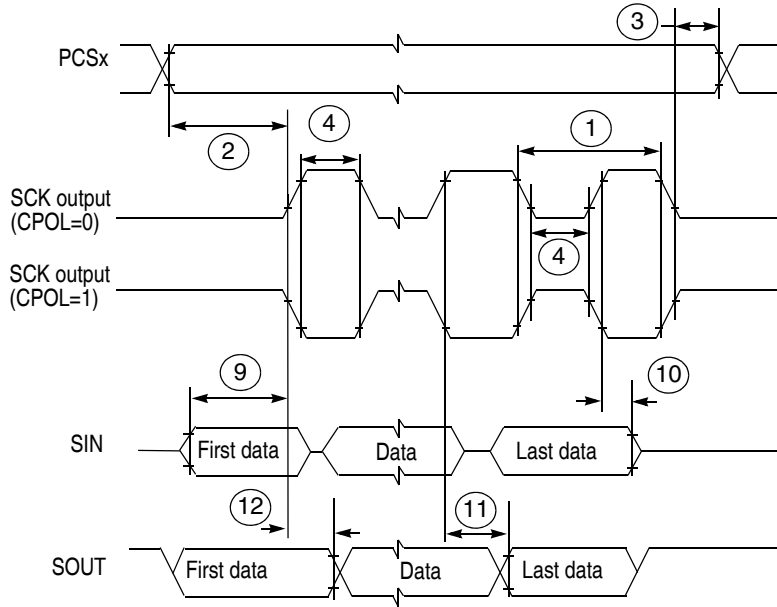 3
PCSx
2
4
1
SCK output
(CPOL=0)
4
SCK output
(CPOL=1)
9
10
SIN
First data
Data
Last data
12
11
SOUT
First data
Data
Last data